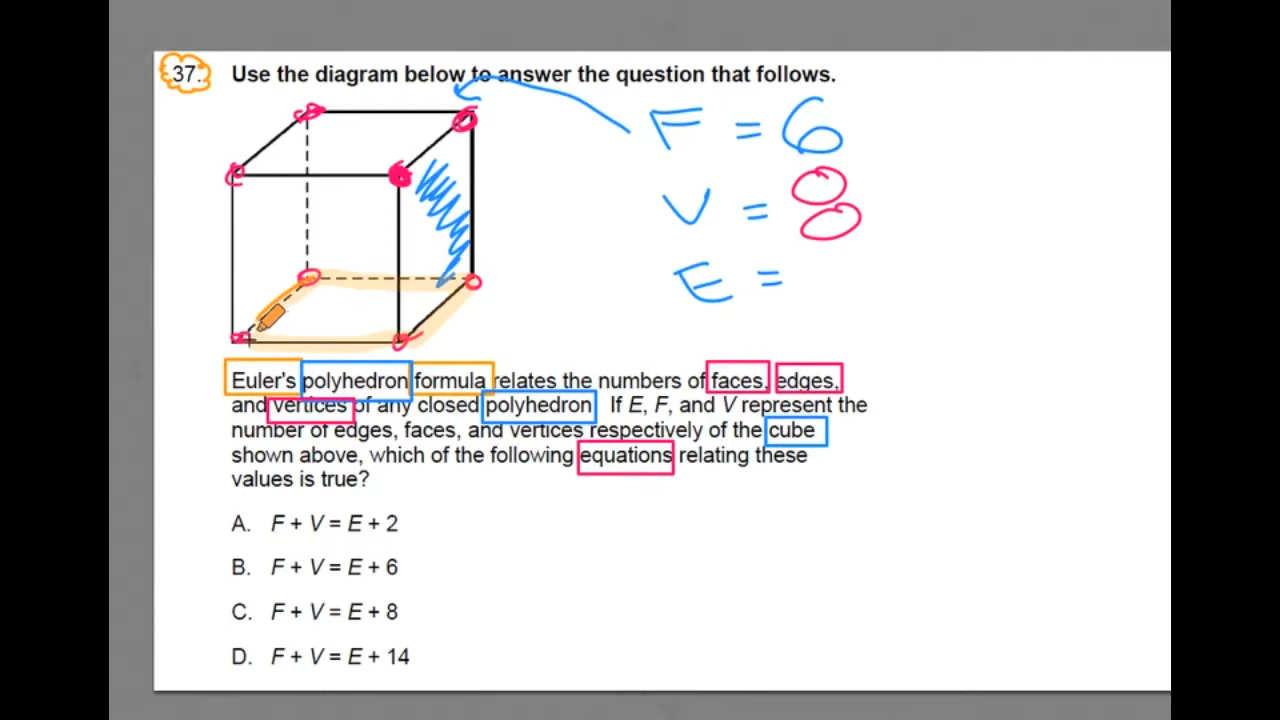 37. Use the diagram below to answer the question that follows.
F = 6
V = 8
E =
Euler's polyhedron formula relates the numbers of faces, edges,
and vertices of any closed polyhedron If E, F, and V represent the
number of edges, faces, and vertices respectively of the cube
shown above, which of the following equations relating these
values is true?
A. F + V = E + 2
B. F + V = E + 6
C. F + V = E + 8
D. F + V = E + 14